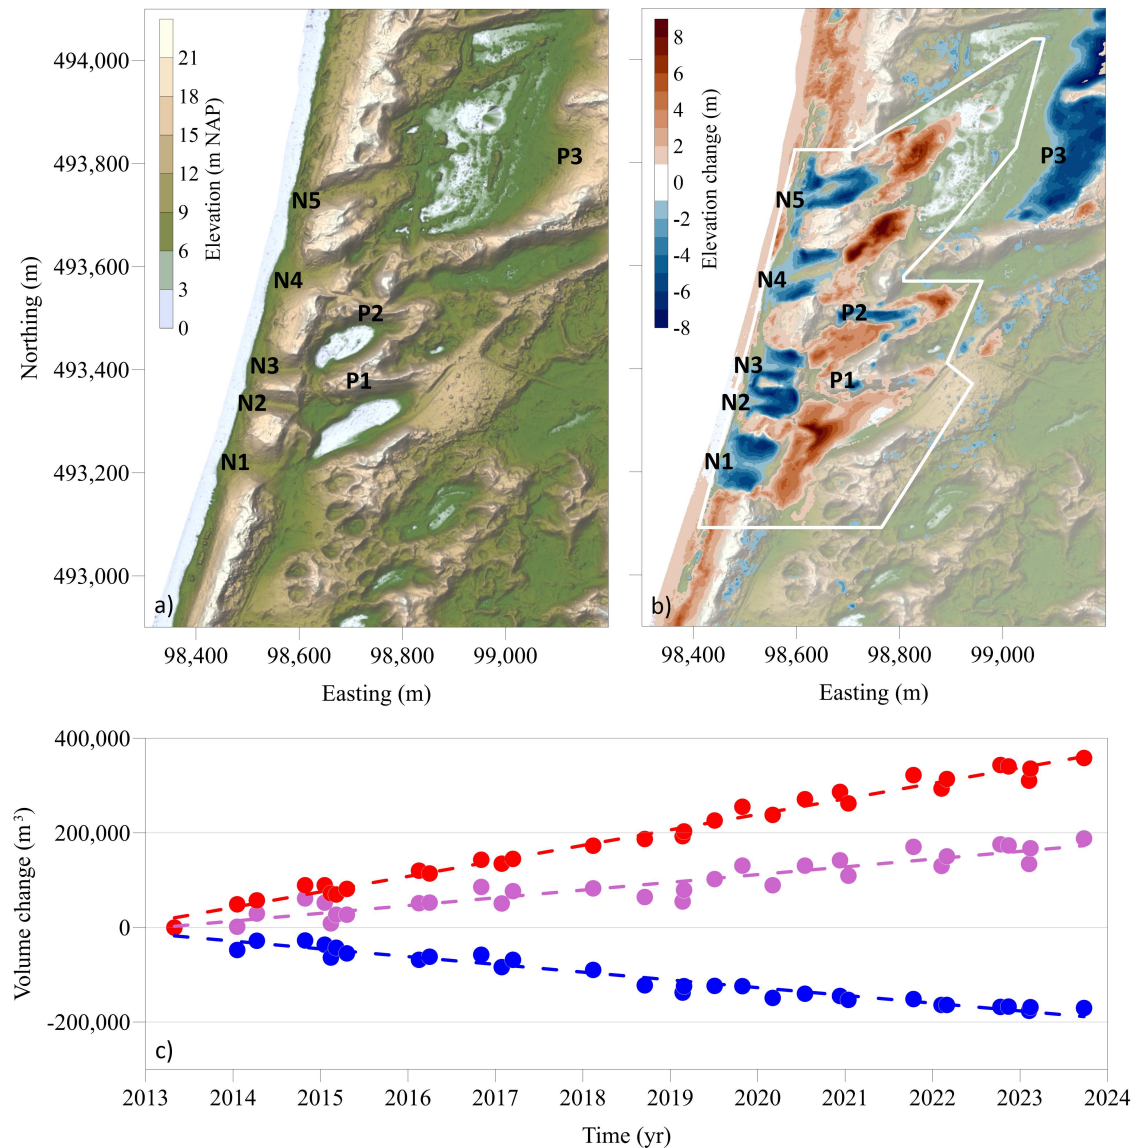 494,000
493,800
493,600
493,400
493,200
493,000
Northing (m)
21
18
15
12
9
6
3
0
Elevation (m NAP)
P3
N5
N4
P2
N3
P1
N2
N1
a)
98,400 98,600 98,800 99,000
Easting (m)
8
6
4
2
0
-2
-4
-6
-8
Elevation change (m)
P3
N5
N4
P2
N3
P1
N2
N1
b)
98,400 98,600 98,800 99,000
Easting (m)
400,000
200,000
0
-200,000
Volume change (m³)
c)
2013 2014 2015 2016 2017 2018 2019 2020 2021 2022 2023 2024
Time (yr)